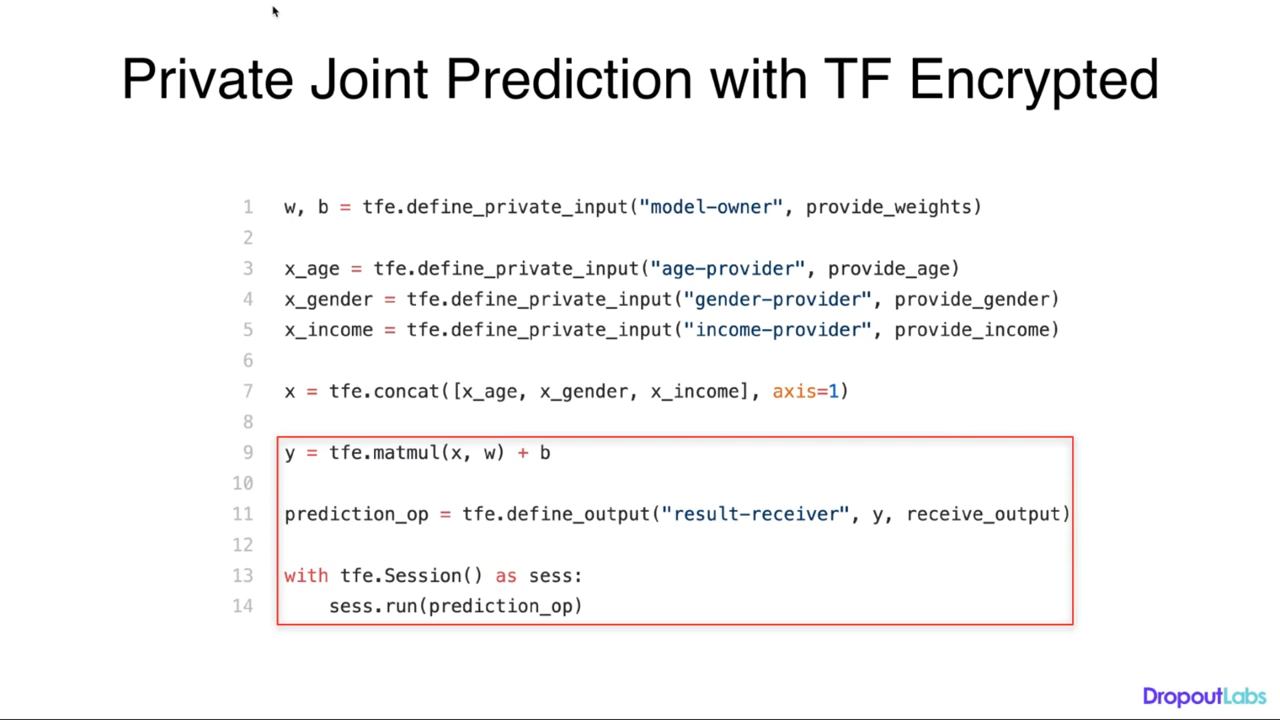 Private Joint Prediction with TF Encrypted
1 w, b = tfe.define_private_input("model-owner", provide_weights)
2
3 x_age = tfe.define_private_input("age-provider", provide_age)
4 x_gender = tfe.define_private_input("gender-provider", provide_gender)
5 x_income = tfe.define_private_input("income-provider", provide_income)
6
7 x = tfe.concat([x_age, x_gender, x_income], axis=1)
8
9 y = tfe.matmul(x, w) + b
10
11 prediction_op = tfe.define_output("result-receiver", y, receive_output)
12
13 with tfe.Session() as sess:
14     sess.run(prediction_op)
DropoutLabs